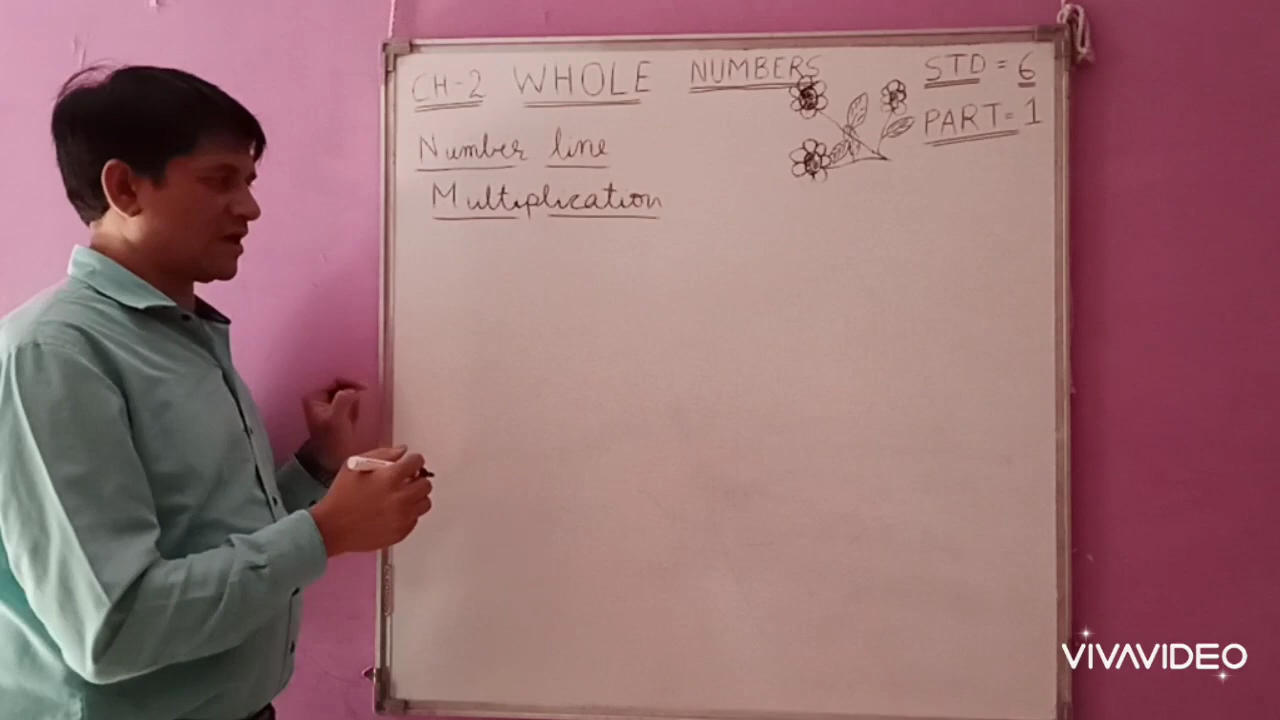 CH-2 WHOLE NUMBERS
STD = 6
PART = 1
Number line
Multiplication
VIVAVIDEO